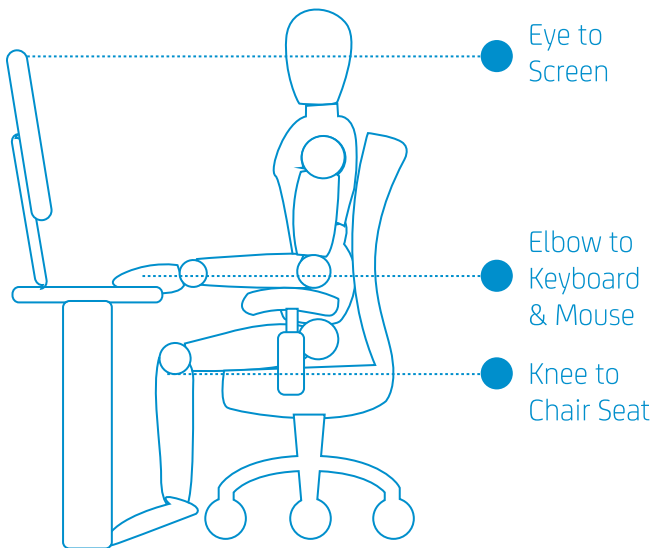 Eye to
Screen
Elbow to
Keyboard
& Mouse
Knee to
Chair Seat